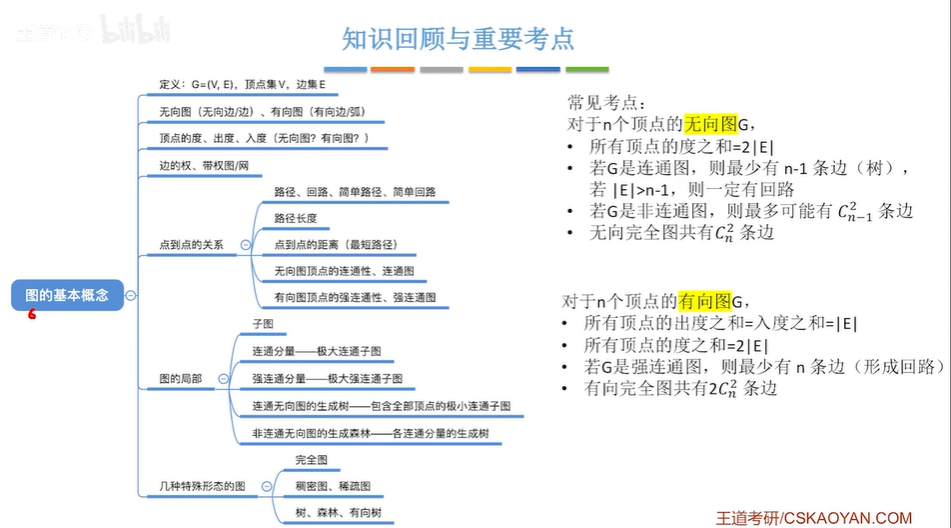 bilibili
知识回顾与重要考点
定义：G=(V, E)，顶点集 V，边集 E
无向图（无向边/边）、有向图（有向边/弧）
顶点的度、出度、入度（无向图？有向图？）
边的权、带权图/网
路径、回路、简单路径、简单回路
路径长度
点到点的关系
点到点的距离（最短路径）
无向图顶点的连通性、连通图
有向图顶点的强连通性、强连通图
图的基本概念
6
子图
连通分量——极大连通子图
图的局部
强连通分量——极大强连通子图
连通无向图的生成树——包含全部顶点的极小连通子图
非连通无向图的生成森林——各连通分量的生成树
完全图
几种特殊形态的图
稠密图、稀疏图
树、森林、有向树
常见考点：
对于n个顶点的无向图G，
• 所有顶点的度之和=2|E|
• 若G是连通图，则最少有 n-1 条边（树），
若 |E|>n-1，则一定有回路
• 若G是非连通图，则最多可能有 C²ₙ₋₁ 条边
• 无向完全图共有C²ₙ 条边
对于n个顶点的有向图G，
• 所有顶点的出度之和=入度之和=|E|
• 所有顶点的度之和=2|E|
• 若G是强连通图，则最少有 n 条边（形成回路）
• 有向完全图共有2C²ₙ 条边
王道考研/CSKAOYAN.COM